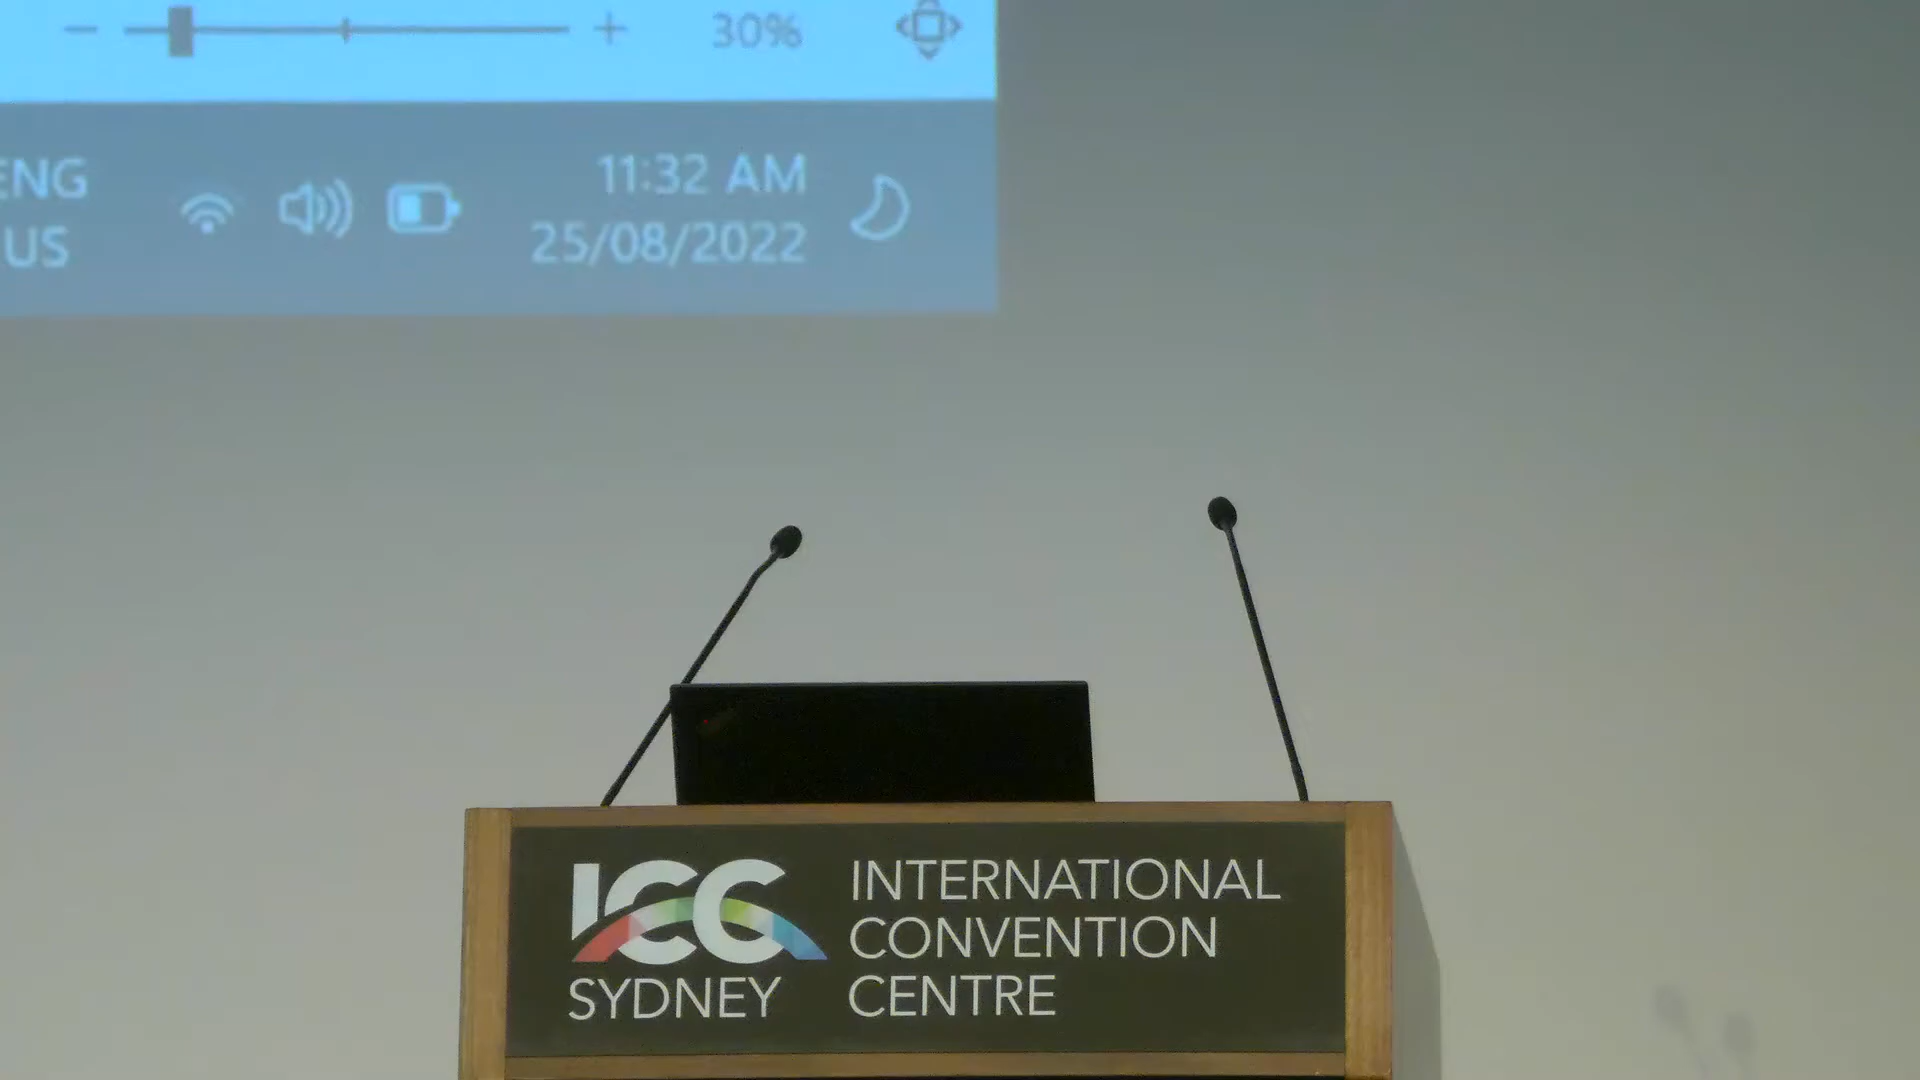 30%
ENG
US
11:32 AM
25/08/2022
ICC
SYDNEY
INTERNATIONAL
CONVENTION
CENTRE